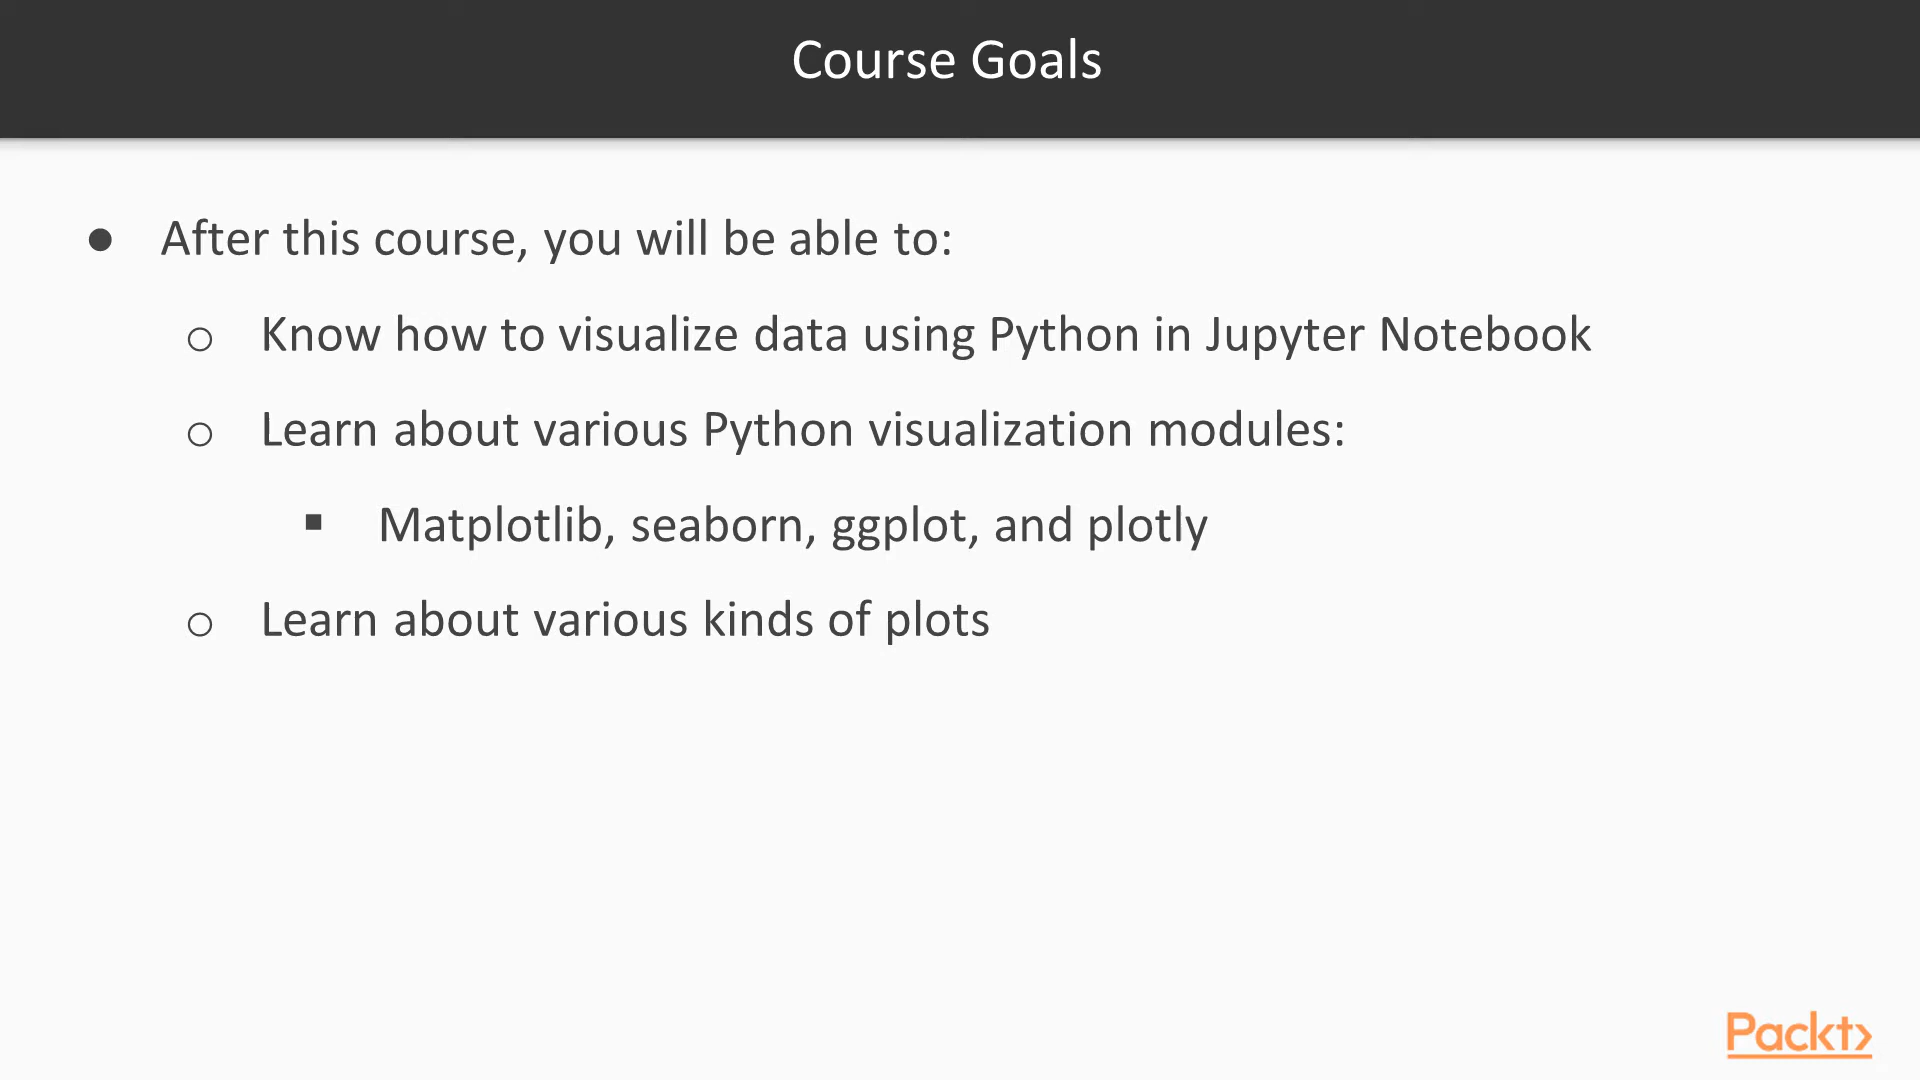 Course Goals
● After this course, you will be able to:
o Know how to visualize data using Python in Jupyter Notebook
o Learn about various Python visualization modules:
▪ Matplotlib, seaborn, ggplot, and plotly
o Learn about various kinds of plots
Packt>